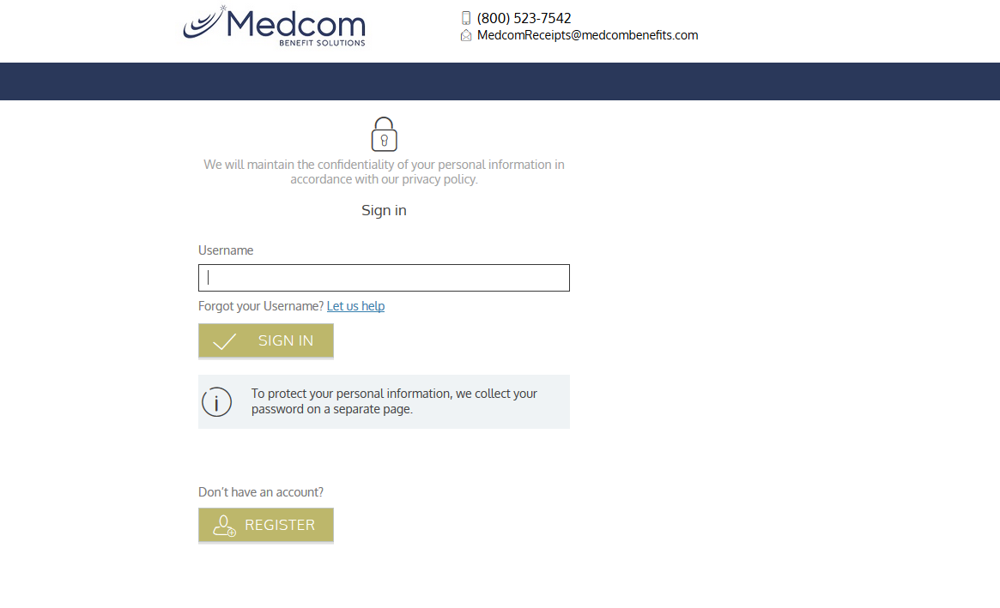 Medcom
BENEFIT SOLUTIONS
(800) 523-7542
MedcomReceipts@medcombenefits.com
We will maintain the confidentiality of your personal information in
accordance with our privacy policy.
Sign in
Username
Forgot your Username? Let us help
SIGN IN
To protect your personal information, we collect your
password on a separate page.
Don't have an account?
REGISTER